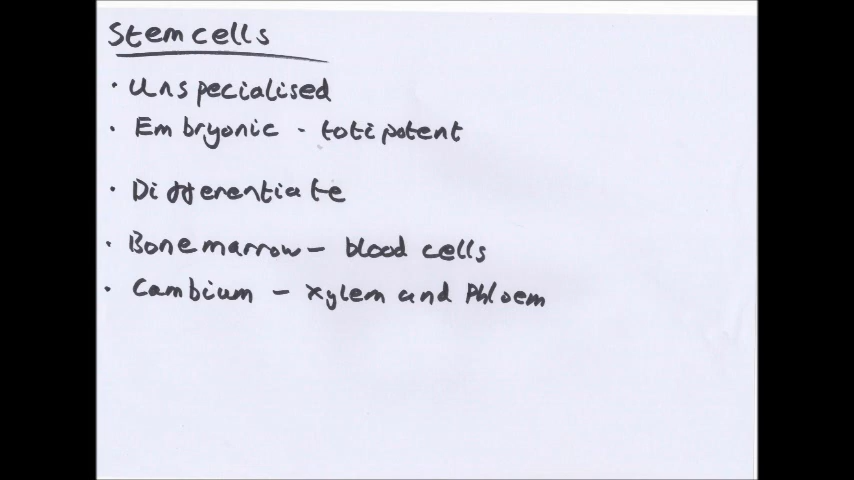 Stem cells
· Unspecialised
· Embryonic - totipotent
· Differentiate
· Bone marrow - blood cells
· Cambium - xylem and Phloem